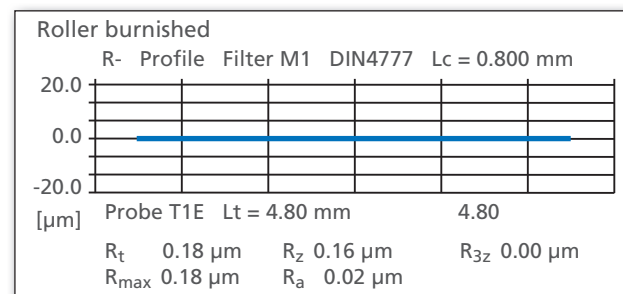 Roller burnished
R- Profile Filter M1 DIN4777 Lc = 0.800 mm
20.0
0.0
-20.0
[µm]
Probe T1E Lt = 4.80 mm 4.80
Rt 0.18 µm Rz 0.16 µm R3z 0.00 µm
Rmax 0.18 µm Ra 0.02 µm